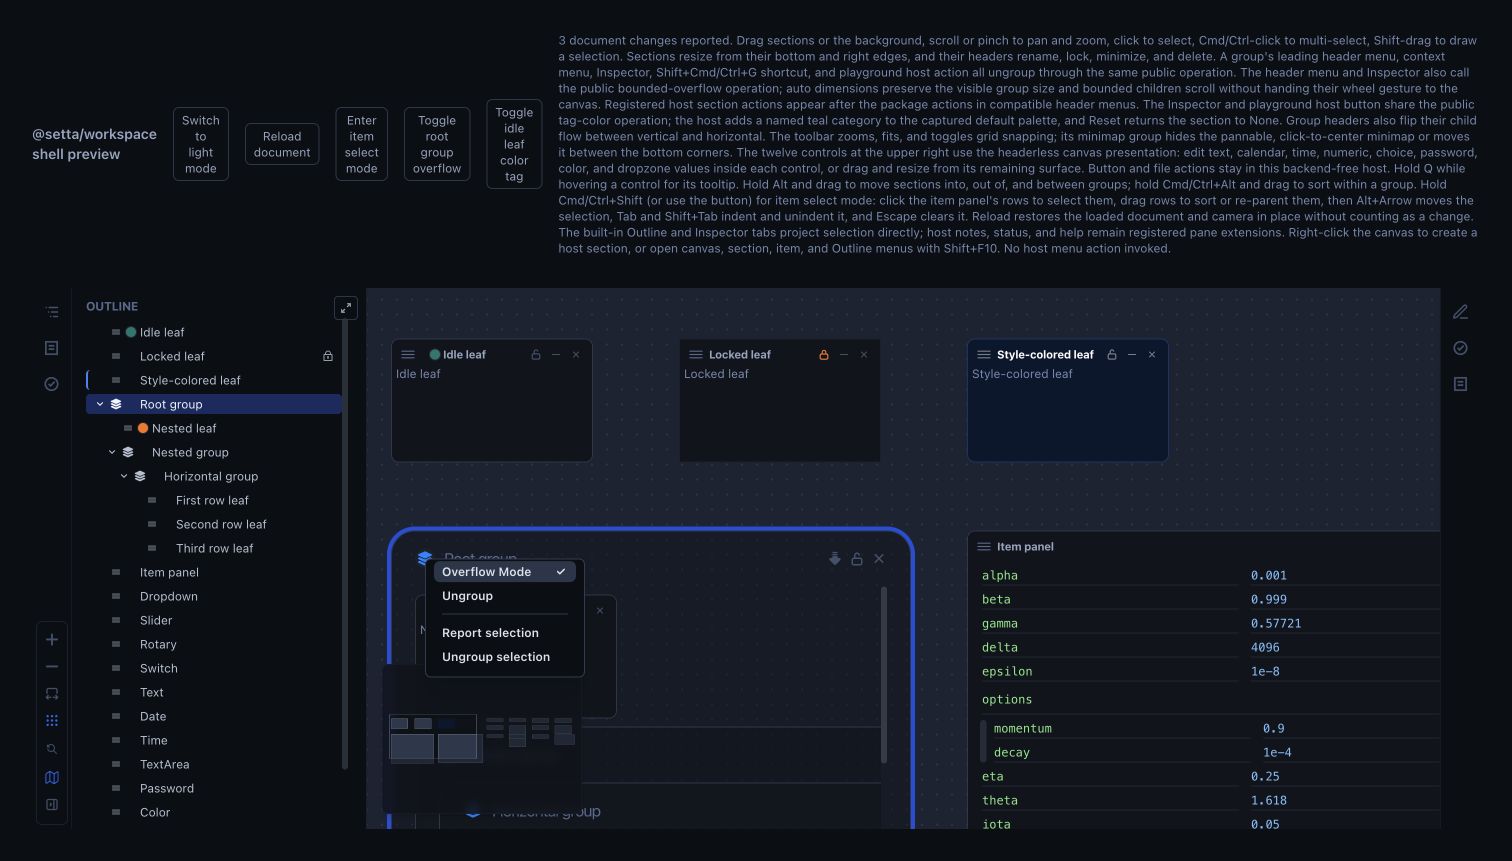 3 document changes reported. Drag sections or the background, scroll or pinch to pan and zoom, click to select, Cmd/Ctrl-click to multi-select, Shift-drag to draw
a selection. Sections resize from their bottom and right edges, and their headers rename, lock, minimize, and delete. A group's leading header menu, context
menu, Inspector, Shift+Cmd/Ctrl+G shortcut, and playground host action all ungroup through the same public operation. The header menu and Inspector also call
the public bounded-overflow operation; auto dimensions preserve the visible group size and bounded children scroll without handing their wheel gesture to the
canvas. Registered host section actions appear after the package actions in compatible header menus. The Inspector and playground host button share the public
tag-color operation; the host adds a named teal category to the captured default palette, and Reset returns the section to None. Group headers also flip their child
flow between vertical and horizontal. The toolbar zooms, fits, and toggles grid snapping; its minimap group hides the pannable, click-to-center minimap or moves
it between the bottom corners. The twelve controls at the upper right use the headerless canvas presentation: edit text, calendar, time, numeric, choice, password,
color, and dropzone values inside each control, or drag and resize from its remaining surface. Button and file actions stay in this backend-free host. Hold Q while
hovering a control for its tooltip. Hold Alt and drag to move sections into, out of, and between groups; hold Cmd/Ctrl+Alt and drag to sort within a group. Hold
Cmd/Ctrl+Shift (or use the button) for item select mode: click the item panel's rows to select them, drag rows to sort or re-parent them, then Alt+Arrow moves the
selection, Tab and Shift+Tab indent and unindent it, and Escape clears it. Reload restores the loaded document and camera in place without counting as a change.
The built-in Outline and Inspector tabs project selection directly; host notes, status, and help remain registered pane extensions. Right-click the canvas to create a
host section, or open canvas, section, item, and Outline menus with Shift+F10. No host menu action invoked.
@setta/workspace
shell preview
Switch
to
light
mode
Reload
document
Enter
item
select
mode
Toggle
root
group
overflow
Toggle
idle
leaf
color
tag
OUTLINE
Idle leaf
Locked leaf
Style-colored leaf
Root group
Nested leaf
Nested group
Horizontal group
First row leaf
Second row leaf
Third row leaf
Item panel
Dropdown
Slider
Rotary
Switch
Text
Date
Time
TextArea
Password
Color
Idle leaf
Idle leaf
Locked leaf
Locked leaf
Style-colored leaf
Style-colored leaf
Root group
Overflow Mode
Ungroup
Report selection
Ungroup selection
Horizontal group
Item panel
alpha 0.001
beta 0.999
gamma 0.57721
delta 4096
epsilon 1e-8
options
momentum 0.9
decay 1e-4
eta 0.25
theta 1.618
iota 0.05